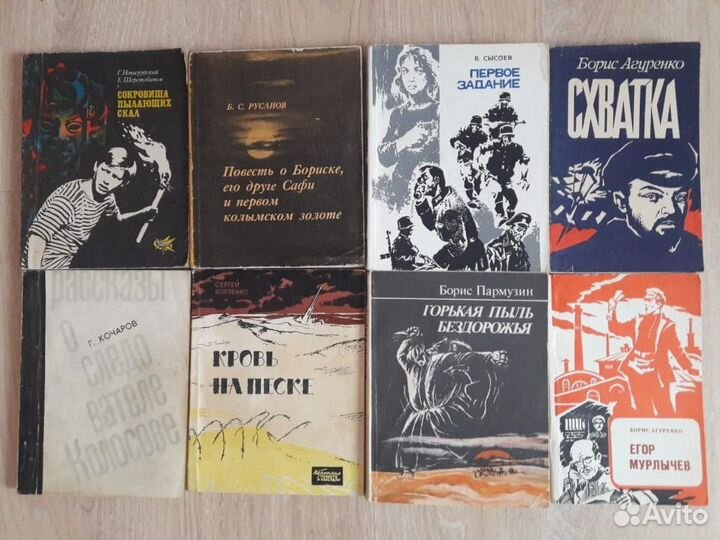 Г. Новогрудский
Е. Шерстобитов
СОКРОВИЩА
ПЫЛАЮЩИХ
СКАЛ
Б. С. РУСАНОВ
Повесть о Бориске,
его друге Сафи
и первом
колымском золоте
В. СЫСОЕВ
ПЕРВОЕ
ЗАДАНИЕ
Борис Агуренко
СХВАТКА
рассказы
Г. КОЧАРОВ
о
следо
вателе
Холосове
СЕРГЕЙ
БОРЗЕНКО
КРОВЬ
НА ПЕСКЕ
Борис Пармузин
ГОРЬКАЯ ПЫЛЬ
БЕЗДОРОЖЬЯ
БОРИС АГУРЕНКО
ЕГОР
МУРЛЫЧЕВ
Avito